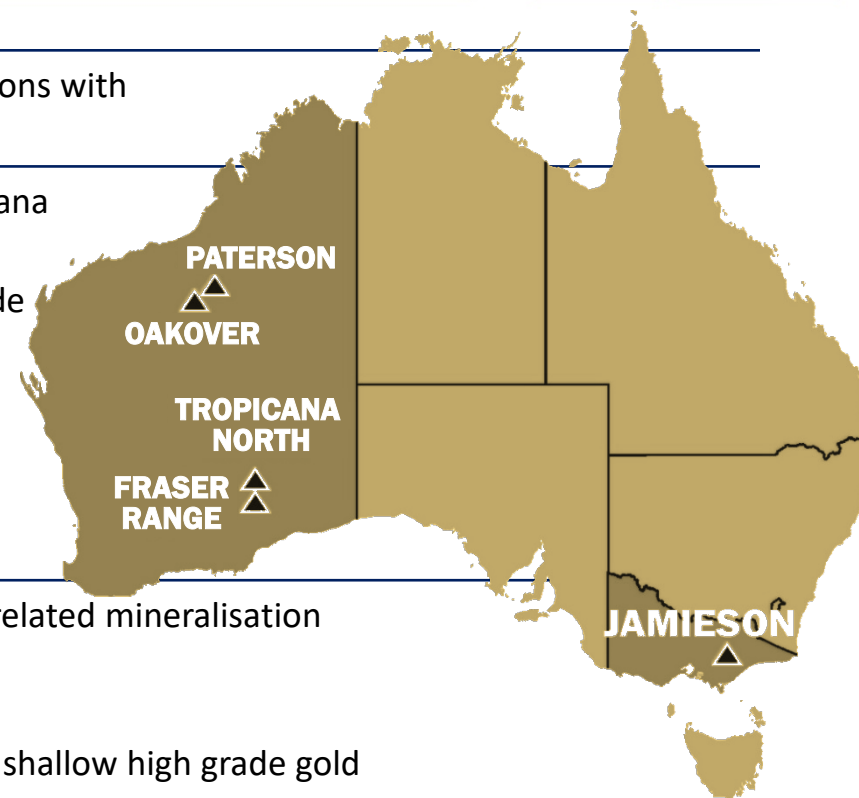 ons with
ana
PATERSON
de
OAKOVER
TROPICANA
NORTH
FRASER
RANGE
related mineralisation
JAMIESON
shallow high grade gold